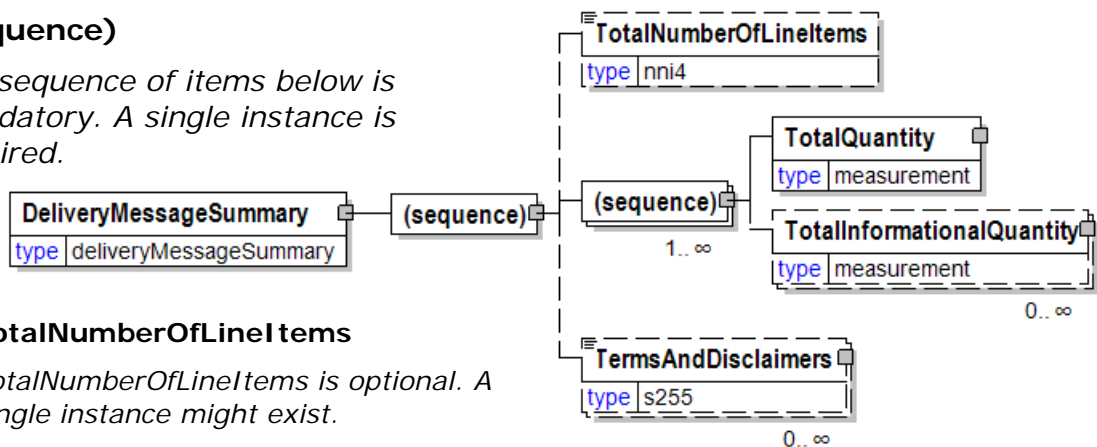 quence)
sequence of items below is
datory. A single instance is
ired.
DeliveryMessageSummary
type deliveryMessageSummary
(sequence)
TotalNumberOfLineItems
type nni4
(sequence)
1.. ∞
TotalQuantity
type measurement
TotalInformationalQuantity
type measurement
0.. ∞
TermsAndDisclaimers
type s255
0.. ∞
otalNumberOfLineItems
otalNumberOfLineItems is optional. A
ngle instance might exist.